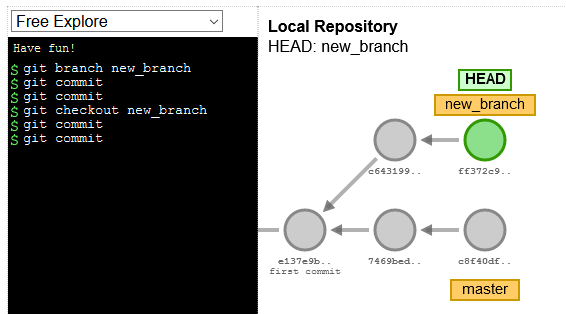 Free Explore
Have fun!
$ git branch new_branch
$ git commit
$ git commit
$ git checkout new_branch
$ git commit
$ git commit
Local Repository
HEAD: new_branch
HEAD
new_branch
c643199..
ff372c9..
e137e9b..
first commit
7469bed..
c8f40df..
master